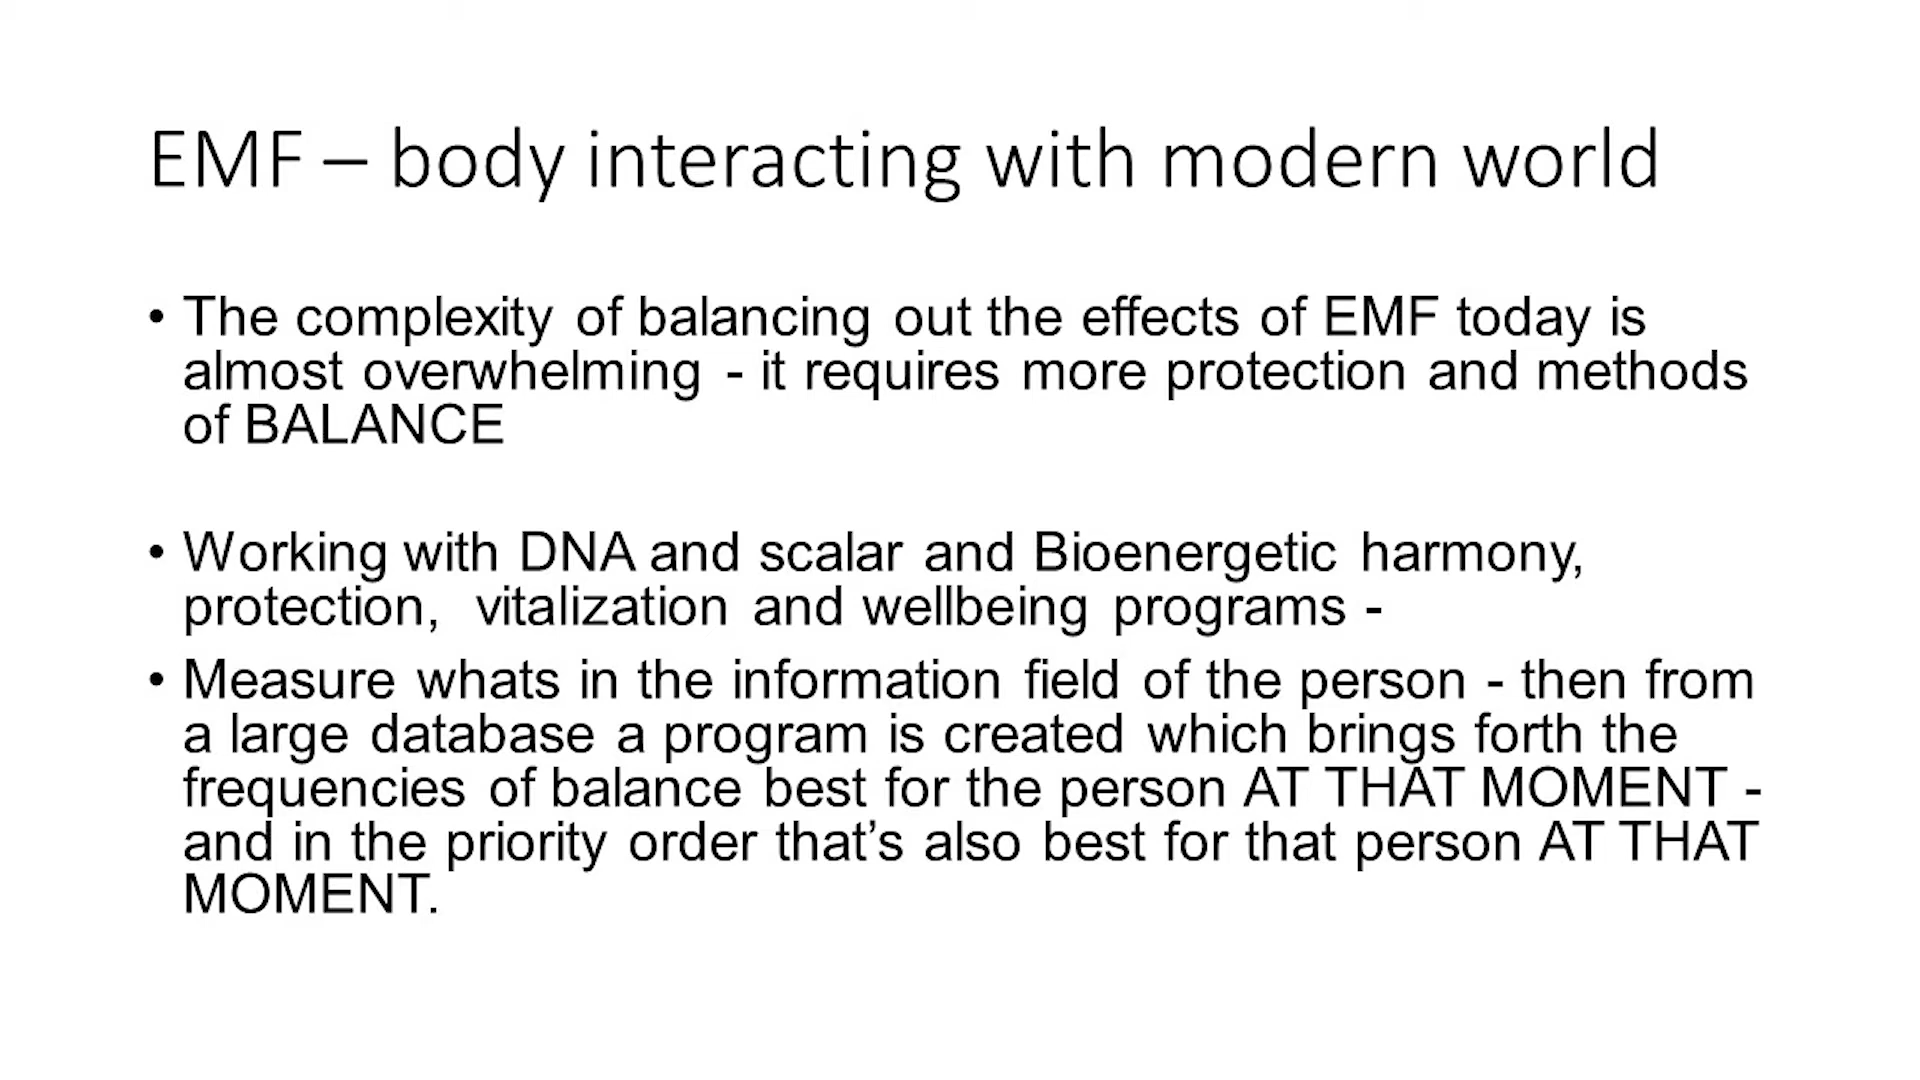 EMF – body interacting with modern world
• The complexity of balancing out the effects of EMF today is
almost overwhelming - it requires more protection and methods
of BALANCE
• Working with DNA and scalar and Bioenergetic harmony,
protection, vitalization and wellbeing programs -
• Measure whats in the information field of the person - then from
a large database a program is created which brings forth the
frequencies of balance best for the person AT THAT MOMENT -
and in the priority order that’s also best for that person AT THAT
MOMENT.